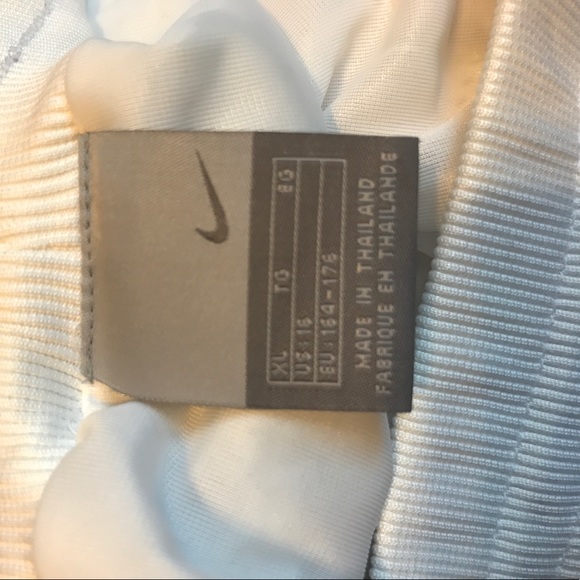 XL TG EG
US : 16
EU : 164-176
MADE IN THAILAND
FABRIQUE EN THAILANDE